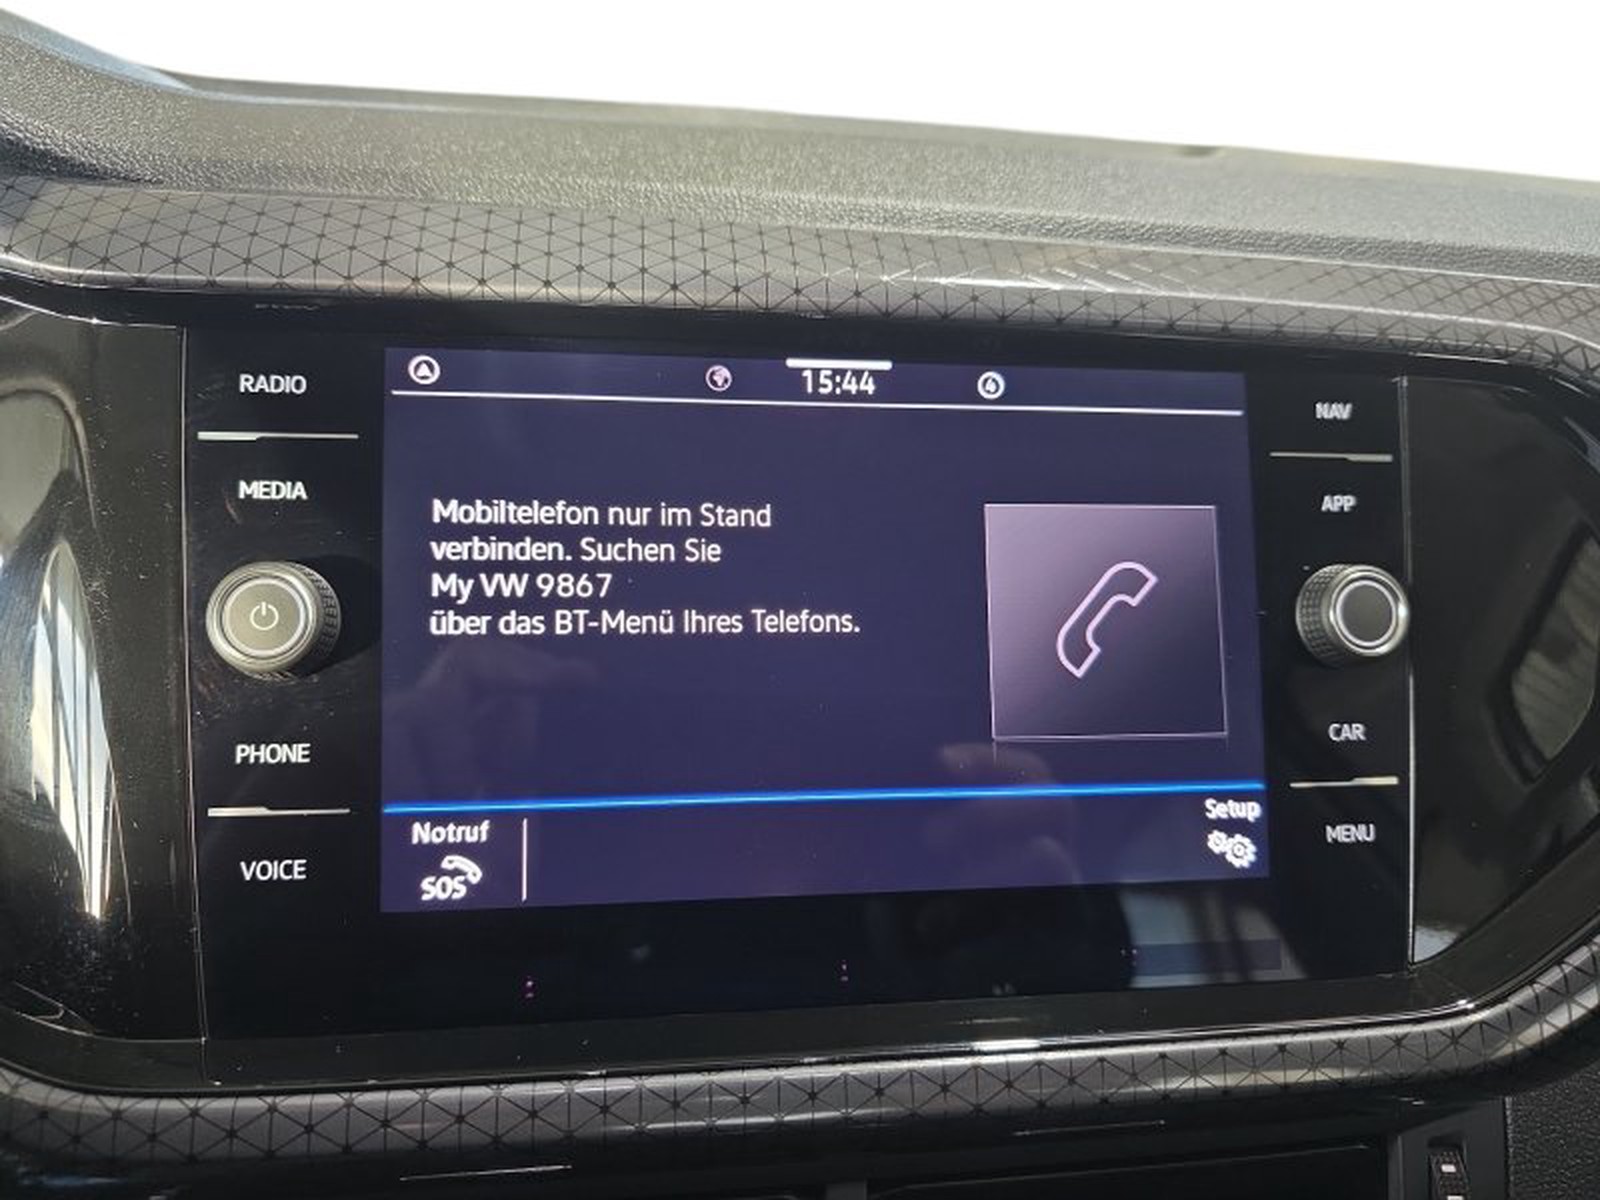 RADIO
MEDIA
PHONE
VOICE
15:44
Mobiltelefon nur im Stand
verbinden. Suchen Sie
My VW 9867
über das BT-Menü Ihres Telefons.
Notruf
SOS
Setup
NAV
APP
CAR
MENU